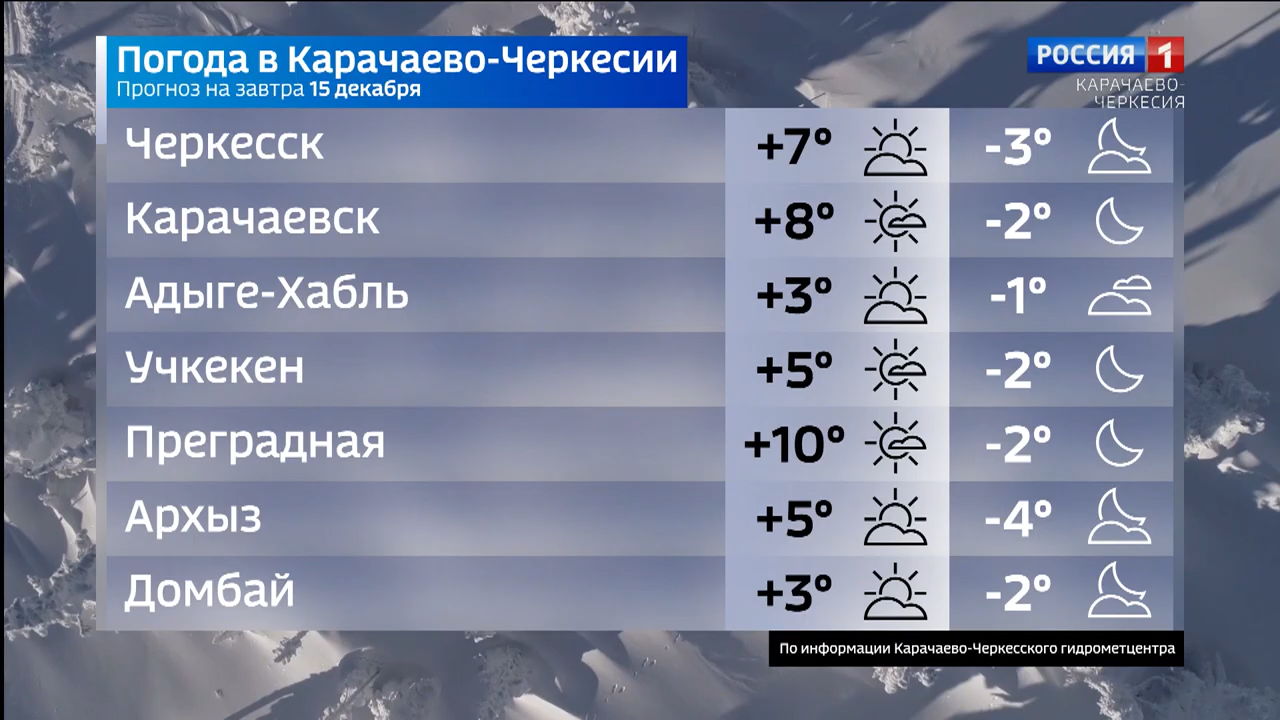 Погода в Карачаево-Черкесии
Прогноз на завтра 15 декабря
РОССИЯ 1
КАРАЧАЕВО-
ЧЕРКЕСИЯ
Черкесск +7° -3°
Карачаевск +8° -2°
Адыге-Хабль +3° -1°
Учкекен +5° -2°
Преградная +10° -2°
Архыз +5° -4°
Домбай +3° -2°
По информации Карачаево-Черкесского гидрометцентра